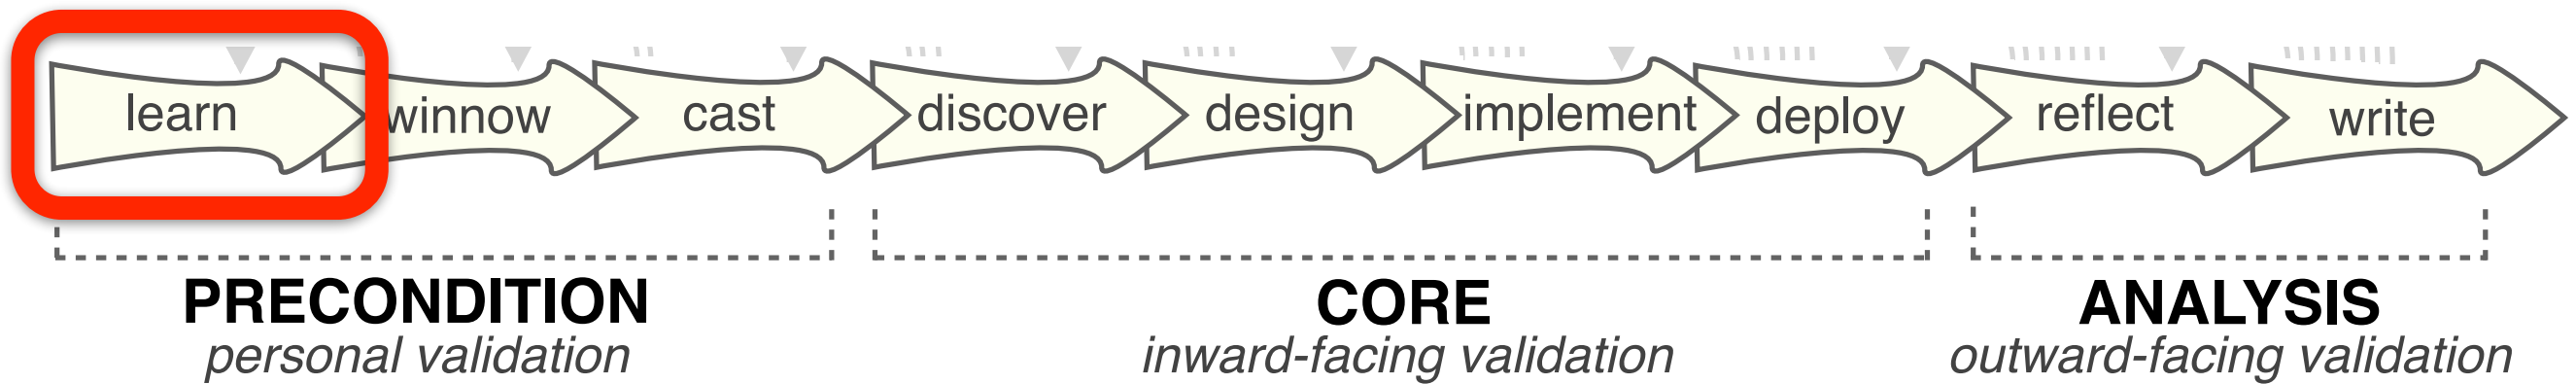 learn winnow cast discover design implement deploy reflect write
PRECONDITION CORE ANALYSIS
personal validation inward-facing validation outward-facing validation